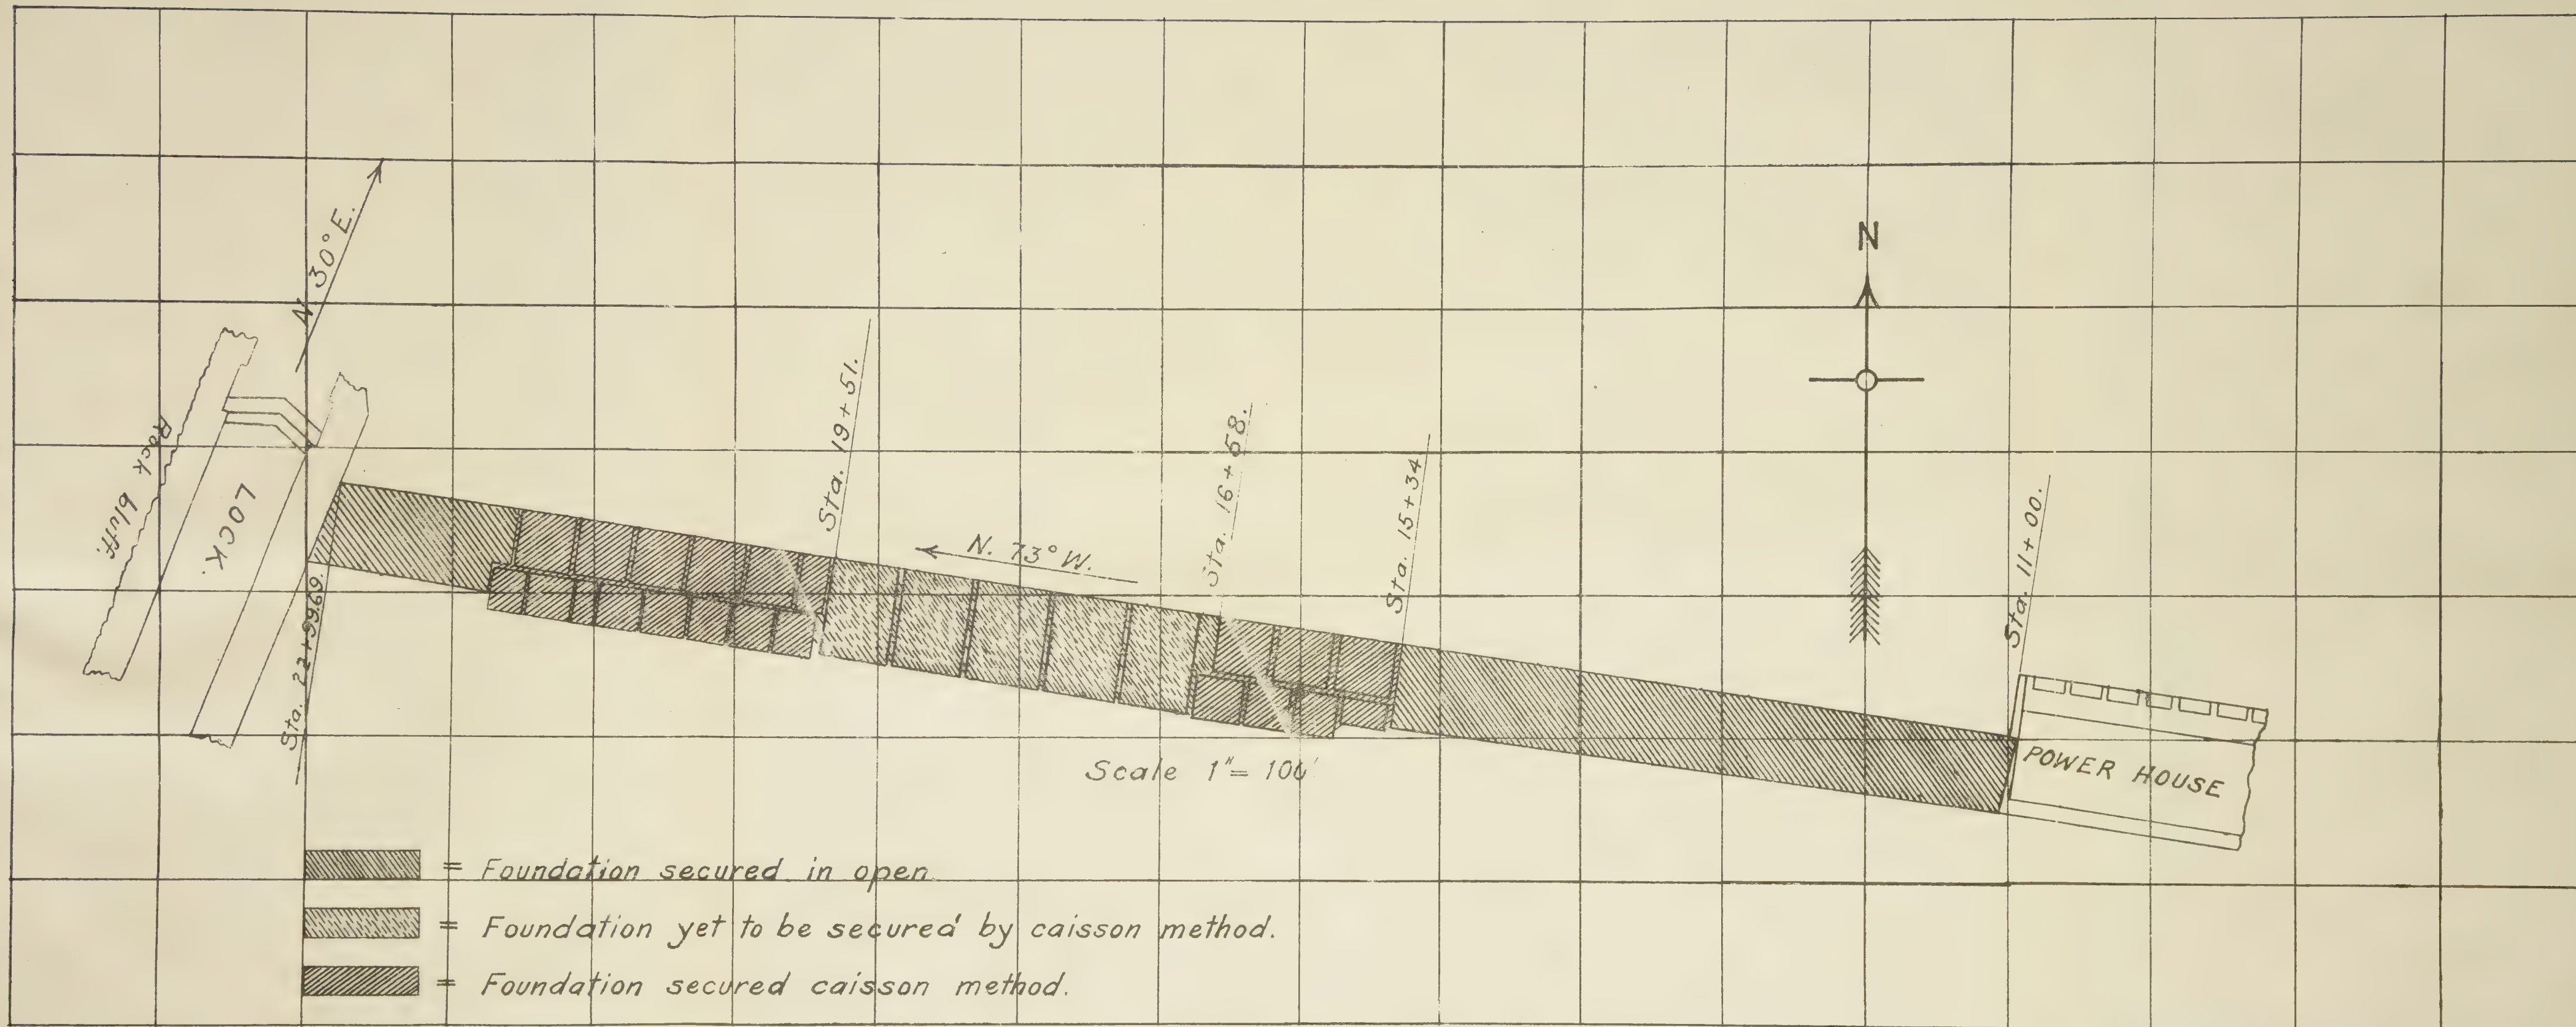 N
N. 30° E.
Rock bluff.
LOCK.
Sta. 22+99.69.
Sta. 19+51.
N. 73° W.
Sta. 16+58.
Sta. 15+34
Sta. 11+00.
POWER HOUSE
Scale 1"= 100'
= Foundation secured in open
= Foundation yet to be secured by caisson method.
= Foundation secured caisson method.